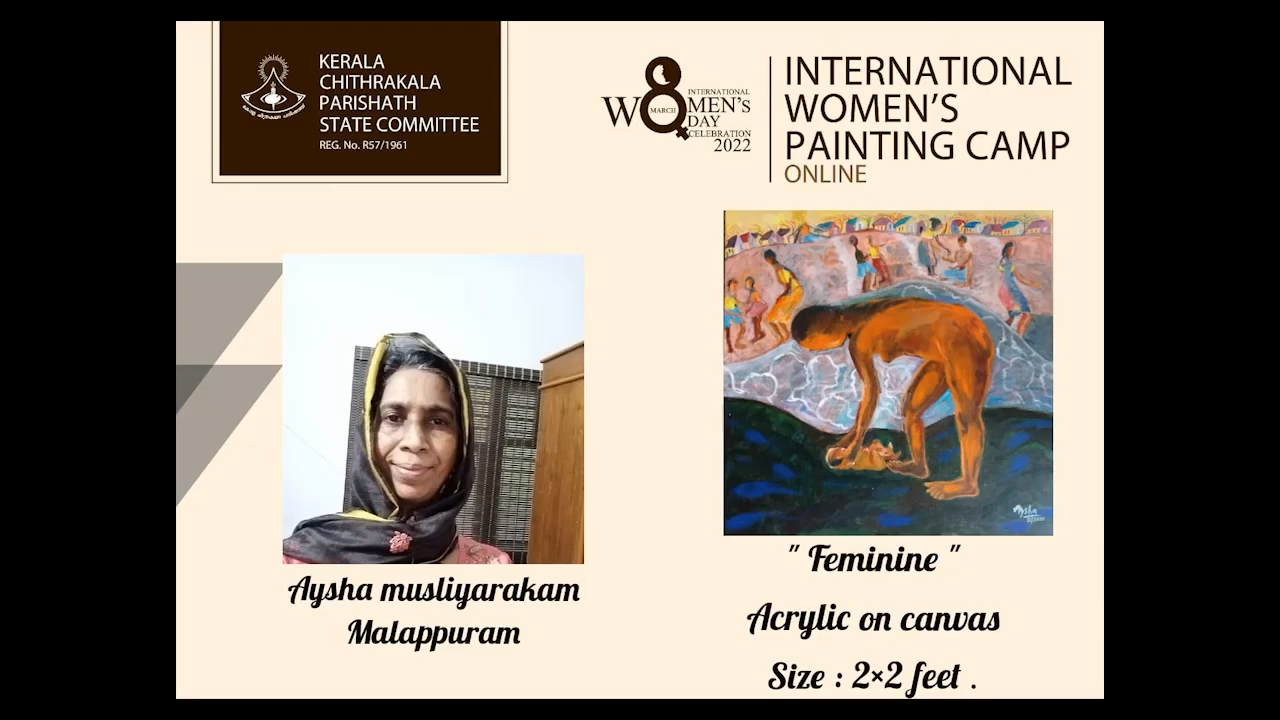 KERALA
CHITHRAKALA
PARISHATH
STATE COMMITTEE
REG. No. R57/1961
INTERNATIONAL
WOMEN's
MARCH
DAY
CELEBRATION
2022
INTERNATIONAL
WOMEN'S
PAINTING CAMP
ONLINE
Aysha musliyarakam
Malappuram
" Feminine "
Acrylic on canvas
Size : 2×2 feet .